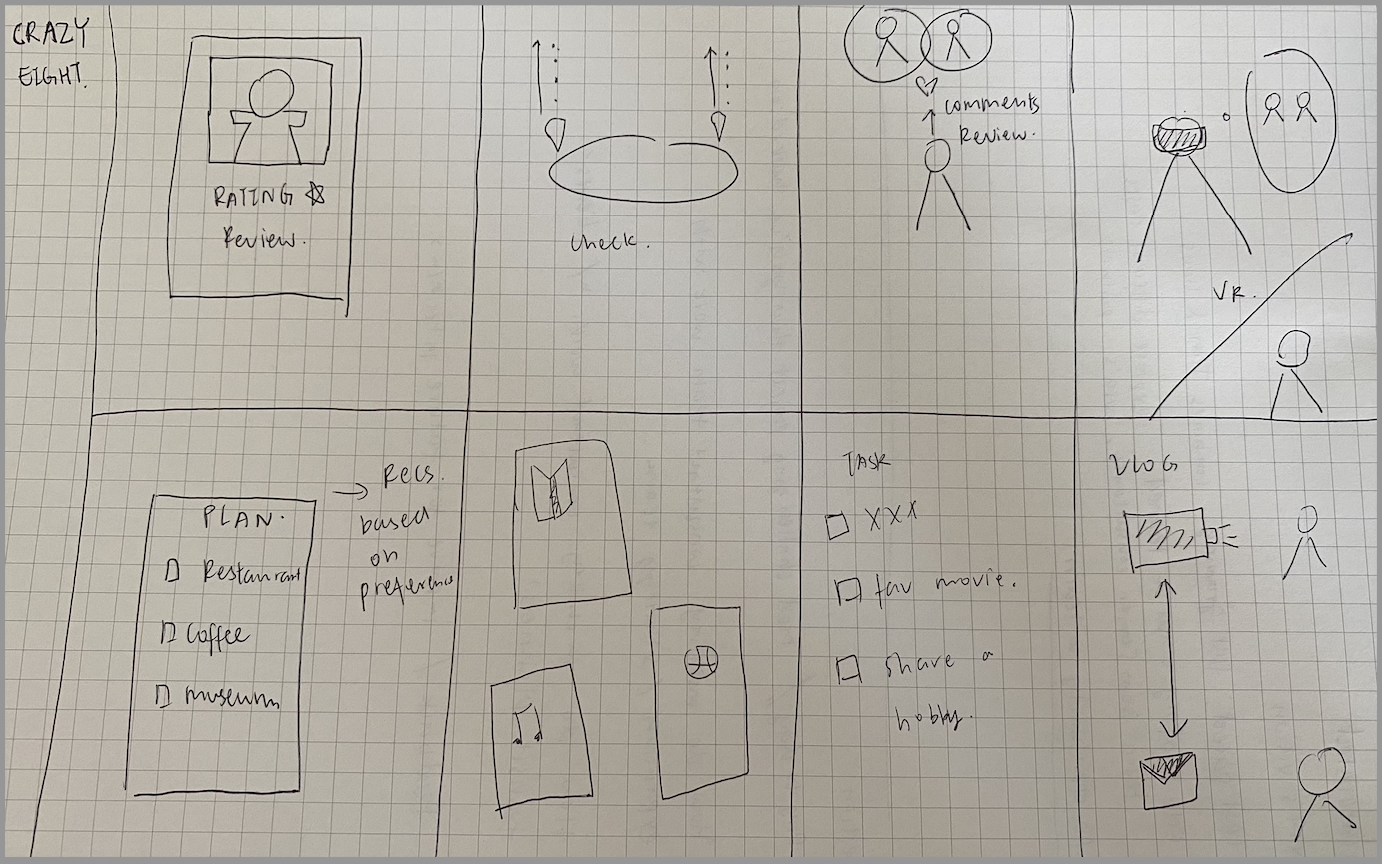 CRAZY
EIGHT.
RATING
Review.
Check.
comments
Review.
VR.
PLAN.
Restaurant
Coffee
museum
Recs.
based
on
preference
TASK
XXX
fav movie.
share a
hobby.
VLOG